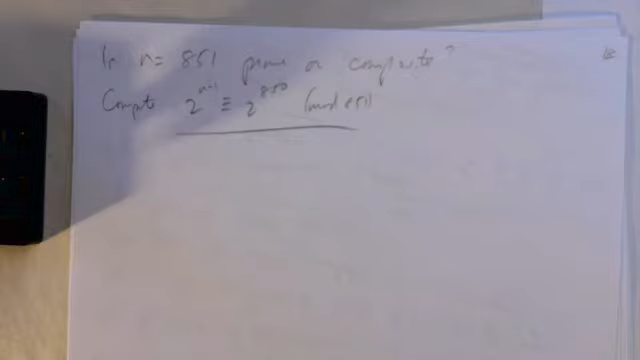 Is n = 851 prime or composite?
Compute 2^{n-1} ≡ 2^{850} (mod 851)